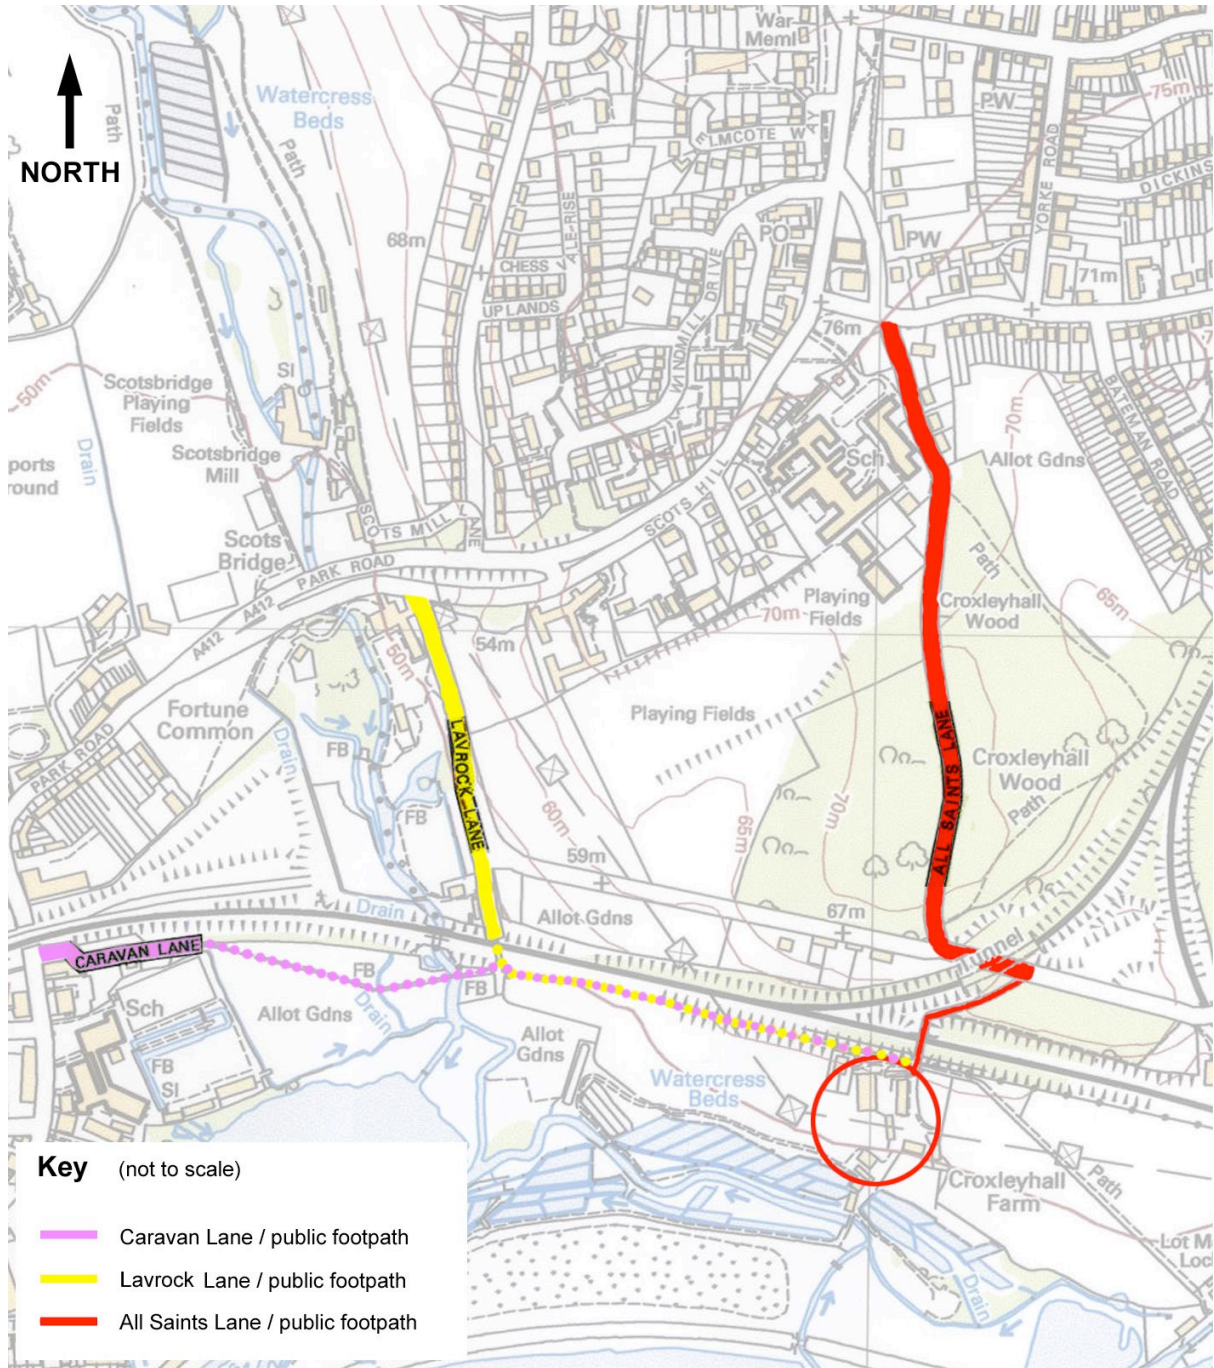 NORTH
Path
Watercress
Beds
Path
War
Meml
ELMCOTE WAY
PW
YORKE ROAD
75m
DICKINS
68m
ALE-RISE
CHESS
UPLANDS
PO
PW
71m
WINDMILL DRIVE
76m
50m
Scotsbridge
Playing
Fields
Sl
Scotsbridge
Mill
Drain
ports
round
SCOTS MILL LANE
SCOTS HILL
Sch
70m
Allot Gdns
BATEMAN ROAD
Scots
Bridge
PARK ROAD
A412
A412
Path
Croxleyhall
Wood
65m
Playing
Fields
70m
54m
50m
Fortune
Common
Drain
FB
PARK ROAD
LAVROCK LANE
Playing Fields
ALL SAINTS LANE
Croxleyhall
Wood
Path
70m
60m
65m
FB
59m
Drain
Allot Gdns
67m
Tunnel
CARAVAN LANE
FB
FB
Sch
Allot Gdns
Drain
Allot
Gdns
FB
Sl
Watercress
Beds
Croxleyhall
Farm
Path
Lot M
Loc
Drain
Key (not to scale)
Caravan Lane / public footpath
Lavrock Lane / public footpath
All Saints Lane / public footpath